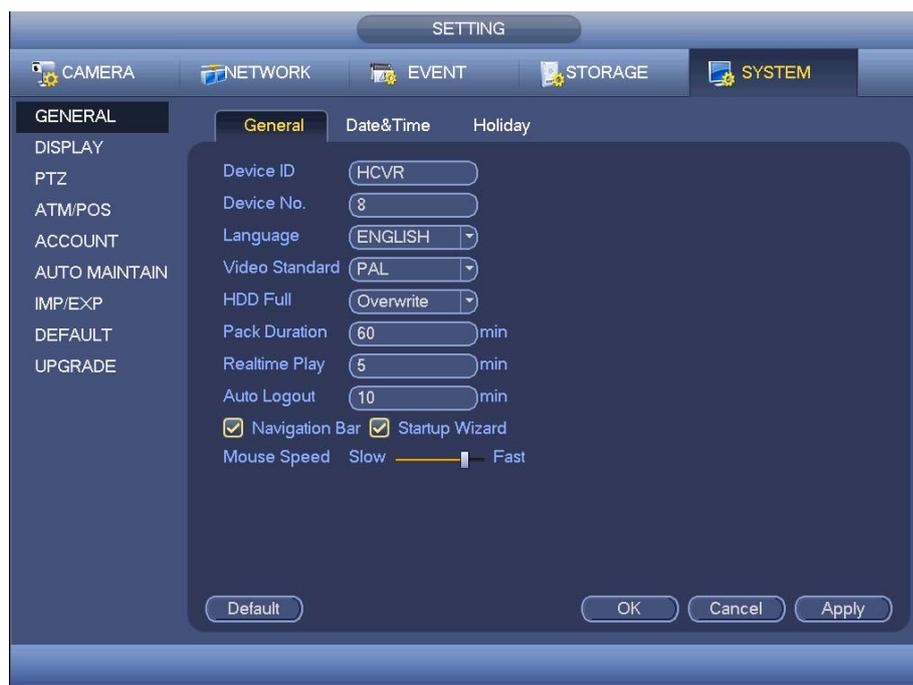 SETTING
CAMERA NETWORK EVENT STORAGE SYSTEM
GENERAL
DISPLAY
PTZ
ATM/POS
ACCOUNT
AUTO MAINTAIN
IMP/EXP
DEFAULT
UPGRADE
General Date&Time Holiday
Device ID HCVR
Device No. 8
Language ENGLISH
Video Standard PAL
HDD Full Overwrite
Pack Duration 60 min
Realtime Play 5 min
Auto Logout 10 min
Navigation Bar Startup Wizard
Mouse Speed Slow Fast
Default OK Cancel Apply